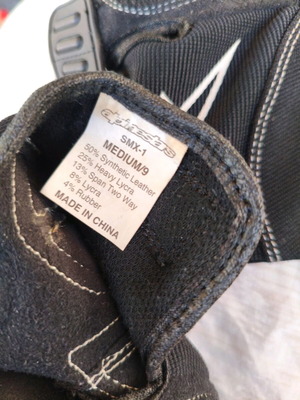 alpinestars
SMX-1
MEDIUM/9
50% Synthetic Leather
25% Heavy Lycra
13% Span Two Way
8% Lycra
4% Rubber
MADE IN CHINA